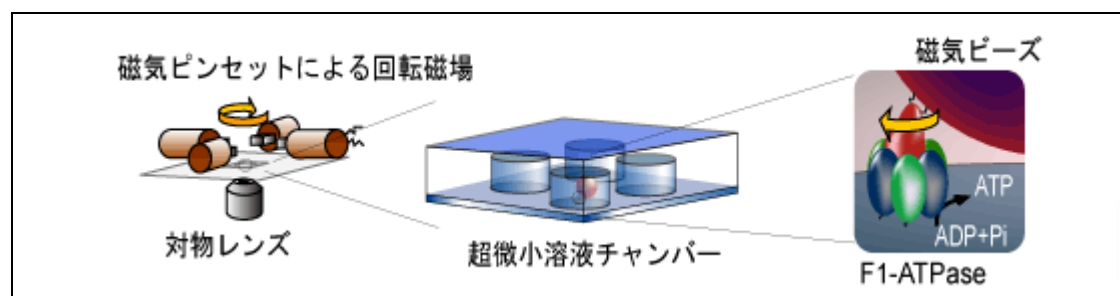 磁気ピンセットによる回転磁場
対物レンズ
超微小溶液チャンバー
磁気ビーズ
ATP
ADP+Pi
F1-ATPase